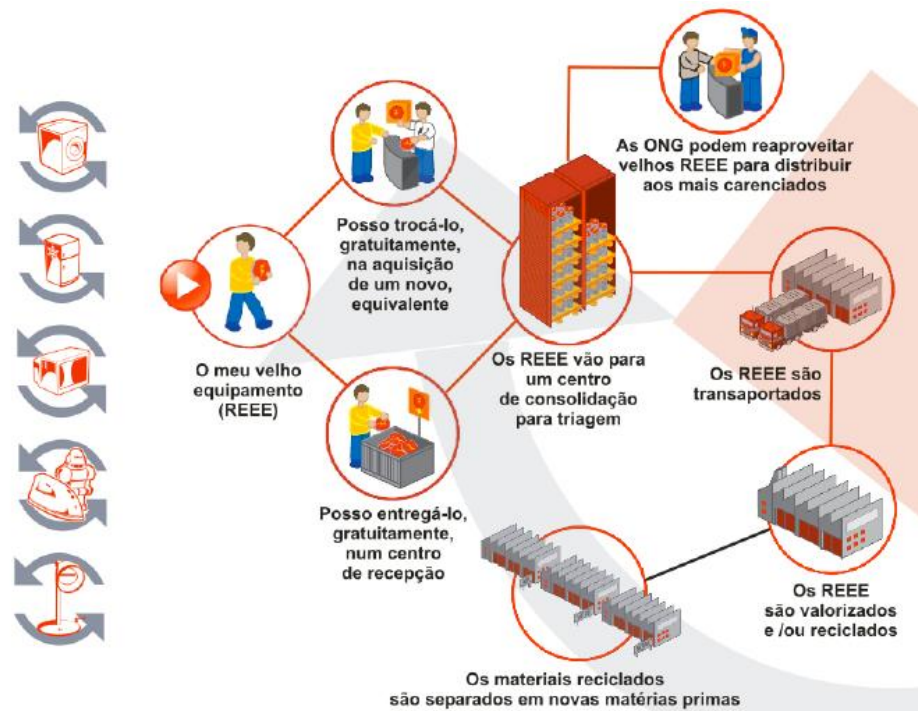 As ONG podem reaproveitar
velhos REEE para distribuir
aos mais carenciados
Posso trocá-lo,
gratuitamente,
na aquisição
de um novo,
equivalente
O meu velho
equipamento
(REEE)
Os REEE vão para
um centro
de consolidação
para triagem
Os REEE são
transaportados
Posso entregá-lo,
gratuitamente,
num centro
de recepção
Os REEE
são valorizados
e /ou reciclados
Os materiais reciclados
são separados em novas matérias primas